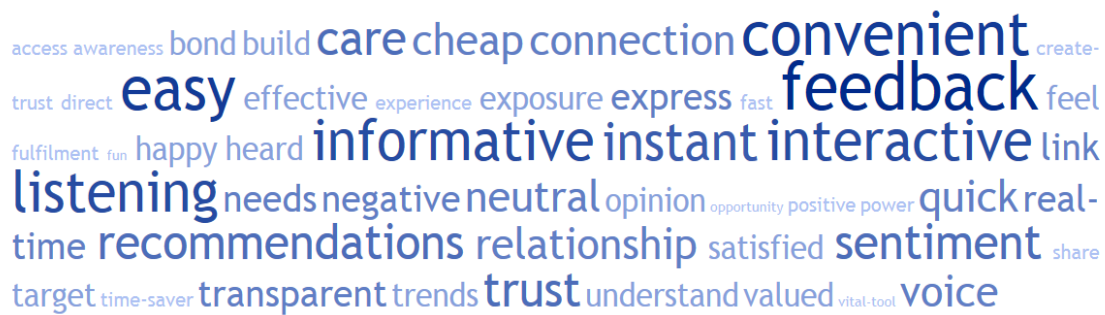 access awareness bond build care cheap connection convenient create-
trust direct easy effective experience exposure express fast feedback feel
fulfilment fun happy heard informative instant interactive link
listening needs negative neutral opinion opportunity positive power quick real-
time recommendations relationship satisfied sentiment share
target time-saver transparent trends trust understand valued vital-tool voice